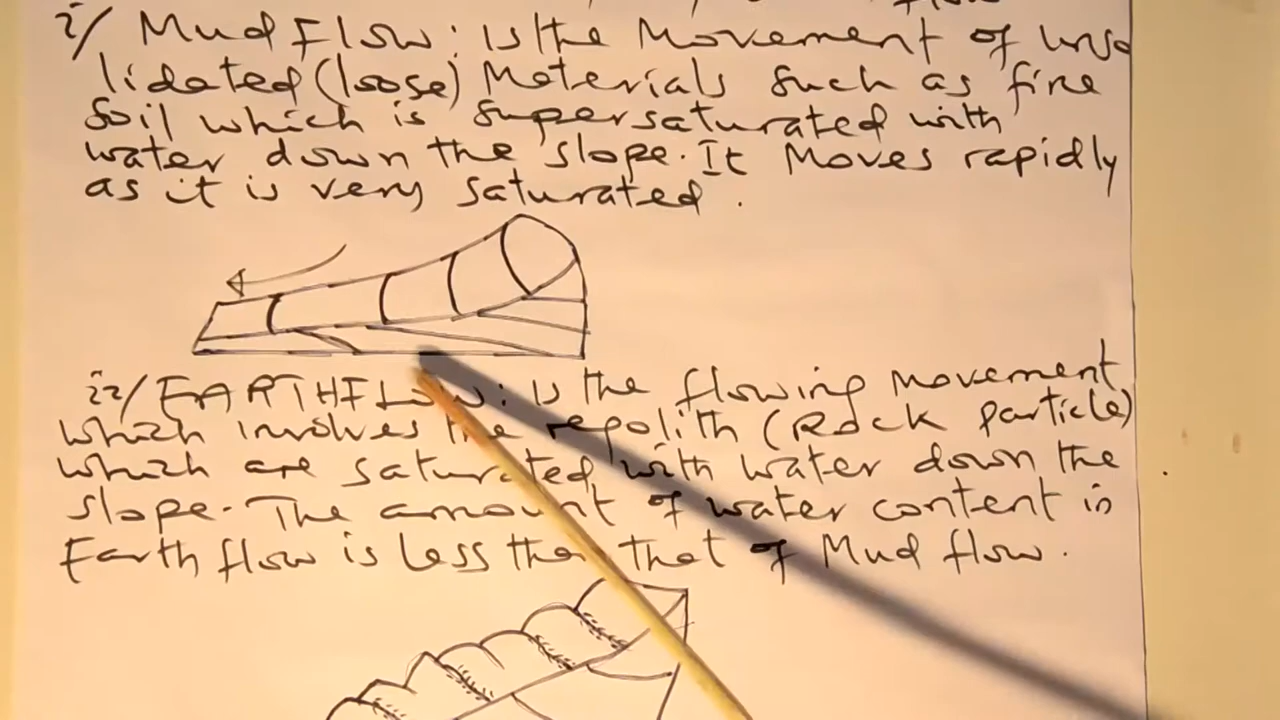 i/ Mud Flow: is the Movement of unso
lidated (loose) Materials such as fine
soil which is supersaturated with
water down the slope. It Moves rapidly
as it is very saturated.
ii/ EARTHFLOW: is the flowing Movement
which involves the regolith (Rock particle)
which are saturated with water down the
slope. The amount of water content in
Earth flow is less than that of Mud flow.